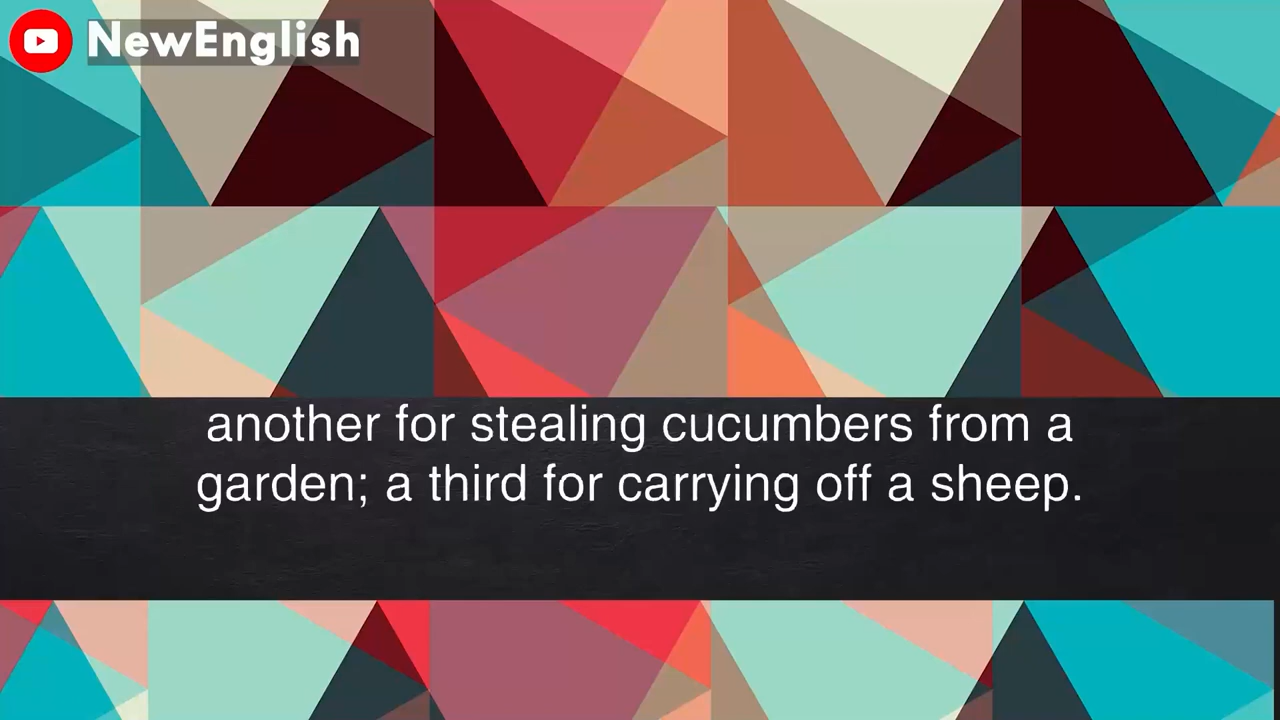 NewEnglish
another for stealing cucumbers from a
garden; a third for carrying off a sheep.